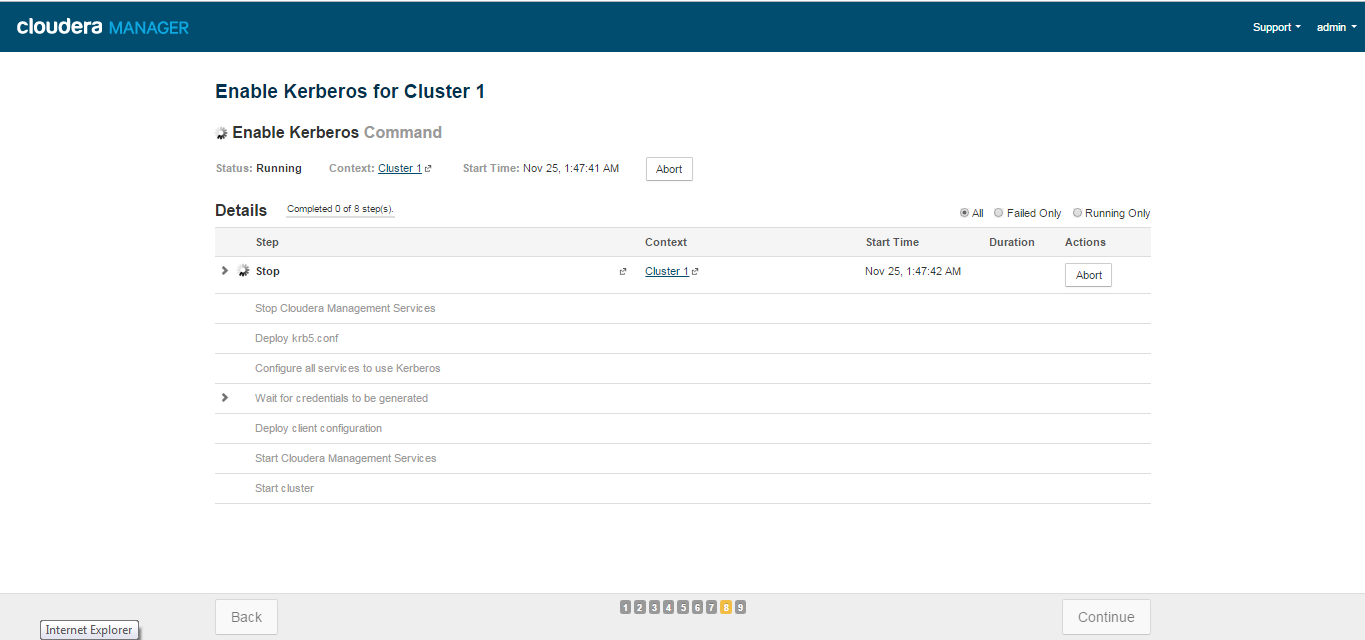 cloudera MANAGER
Support admin
Enable Kerberos for Cluster 1
Enable Kerberos Command
Status: Running Context: Cluster 1 Start Time: Nov 25, 1:47:41 AM Abort
Details Completed 0 of 8 step(s). All Failed Only Running Only
Step Context Start Time Duration Actions
Stop Cluster 1 Nov 25, 1:47:42 AM Abort
Stop Cloudera Management Services
Deploy krb5.conf
Configure all services to use Kerberos
Wait for credentials to be generated
Deploy client configuration
Start Cloudera Management Services
Start cluster
Back 1 2 3 4 5 6 7 8 9 Continue
Internet Explorer